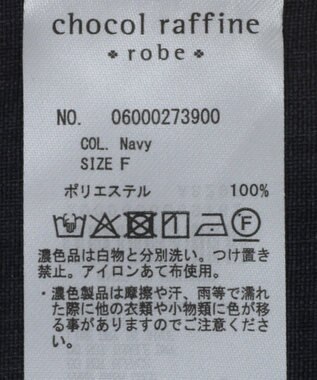 chocol raffine
robe
NO. 06000273900
COL. Navy
SIZE F
ポリエステル 100%
F
濃色品は白物と分別洗い。つけ置き
禁止。アイロンあて布使用。
・濃色製品は摩擦や汗、雨等で濡れ
た際に他の衣類や小物類に色が移
る事がありますのでご注意くださ
い。